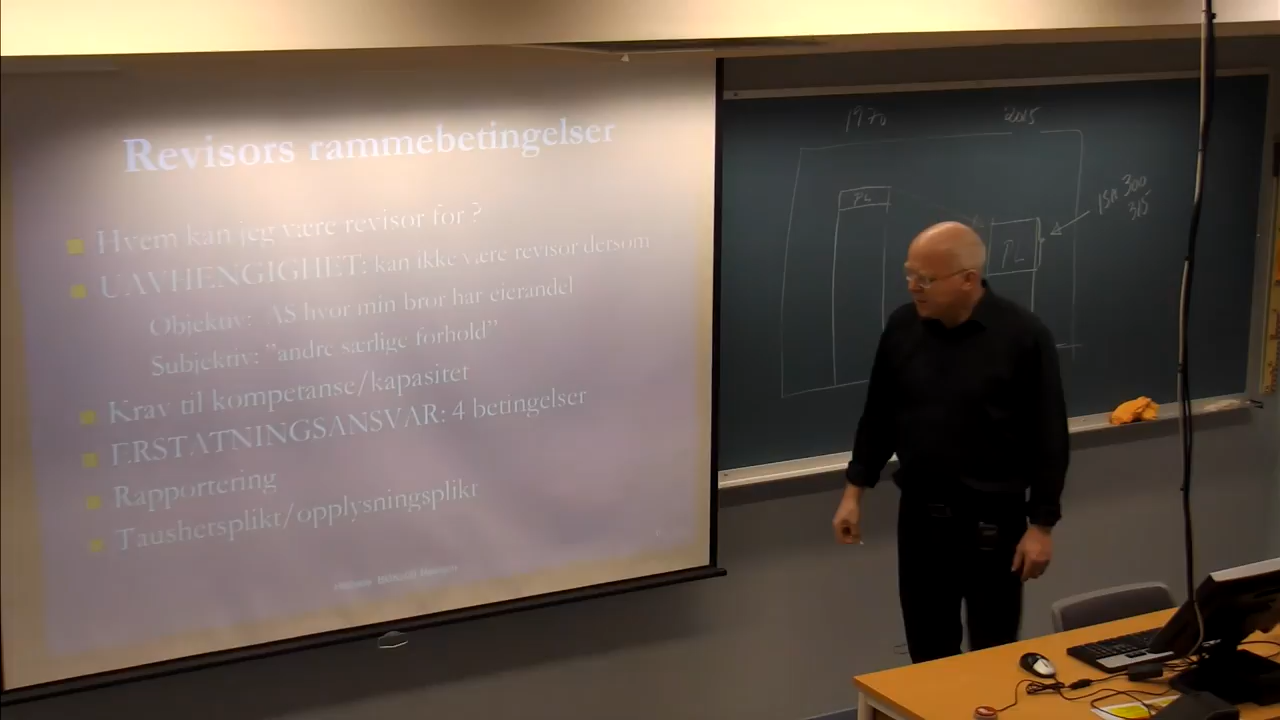 Revisors rammebetingelser
Hvem kan jeg være revisor for ?
UAVHENGIGHET: kan ikke være revisor dersom
Objektiv: AS hvor min bror har eierandel
Subjektiv: "andre særlige forhold"
Krav til kompetanse/kapasitet
ERSTATNINGSANSVAR: 4 betingelser
Rapportering
Taushetsplikt/opplysningsplikt
1970
2015
PL
PL
ISA 300
315